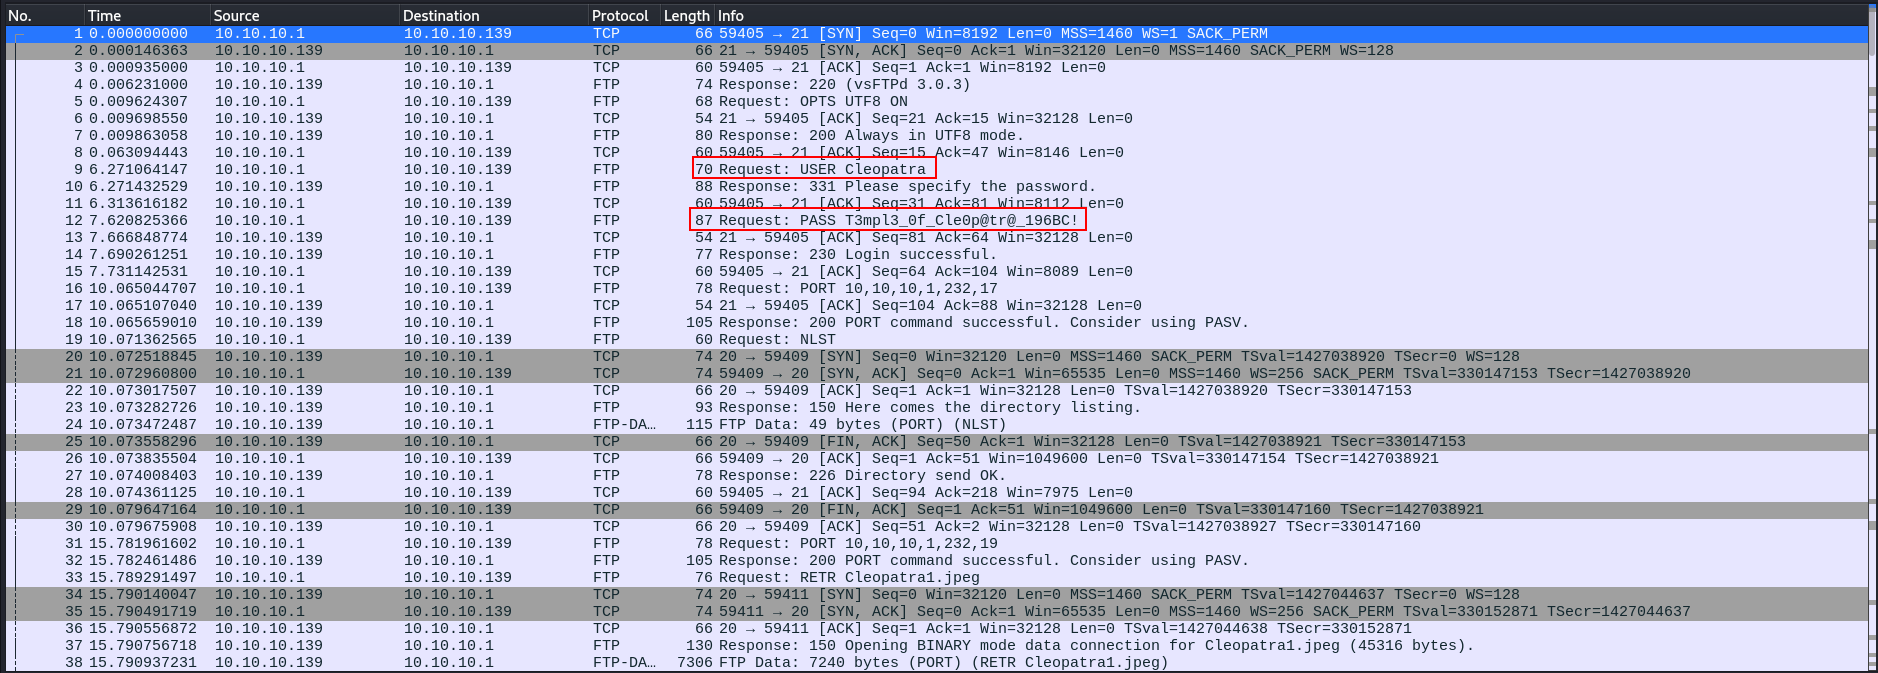 No. Time Source Destination Protocol Length Info
1 0.000000000 10.10.10.1 10.10.10.139 TCP 66 59405 → 21 [SYN] Seq=0 Win=8192 Len=0 MSS=1460 WS=1 SACK_PERM
2 0.000146363 10.10.10.139 10.10.10.1 TCP 66 21 → 59405 [SYN, ACK] Seq=0 Ack=1 Win=32120 Len=0 MSS=1460 SACK_PERM WS=128
3 0.000935000 10.10.10.1 10.10.10.139 TCP 60 59405 → 21 [ACK] Seq=1 Ack=1 Win=8192 Len=0
4 0.006231000 10.10.10.139 10.10.10.1 FTP 74 Response: 220 (vsFTPd 3.0.3)
5 0.009624307 10.10.10.1 10.10.10.139 FTP 68 Request: OPTS UTF8 ON
6 0.009698550 10.10.10.139 10.10.10.1 TCP 54 21 → 59405 [ACK] Seq=21 Ack=15 Win=32128 Len=0
7 0.009863058 10.10.10.139 10.10.10.1 FTP 80 Response: 200 Always in UTF8 mode.
8 0.063094443 10.10.10.1 10.10.10.139 TCP 60 59405 → 21 [ACK] Seq=15 Ack=47 Win=8146 Len=0
9 6.271064147 10.10.10.1 10.10.10.139 FTP 70 Request: USER Cleopatra
10 6.271432529 10.10.10.139 10.10.10.1 FTP 88 Response: 331 Please specify the password.
11 6.313616182 10.10.10.1 10.10.10.139 TCP 60 59405 → 21 [ACK] Seq=31 Ack=81 Win=8112 Len=0
12 7.620825366 10.10.10.1 10.10.10.139 FTP 87 Request: PASS T3mpl3_0f_Cle0p@tr@_196BC!
13 7.666848774 10.10.10.139 10.10.10.1 TCP 54 21 → 59405 [ACK] Seq=81 Ack=64 Win=32128 Len=0
14 7.690261251 10.10.10.139 10.10.10.1 FTP 77 Response: 230 Login successful.
15 7.731142531 10.10.10.1 10.10.10.139 TCP 60 59405 → 21 [ACK] Seq=64 Ack=104 Win=8089 Len=0
16 10.065044707 10.10.10.1 10.10.10.139 FTP 78 Request: PORT 10,10,10,1,232,17
17 10.065107040 10.10.10.139 10.10.10.1 TCP 54 21 → 59405 [ACK] Seq=104 Ack=88 Win=32128 Len=0
18 10.065659010 10.10.10.139 10.10.10.1 FTP 105 Response: 200 PORT command successful. Consider using PASV.
19 10.071362565 10.10.10.1 10.10.10.139 FTP 60 Request: NLST
20 10.072518845 10.10.10.139 10.10.10.1 TCP 74 20 → 59409 [SYN] Seq=0 Win=32120 Len=0 MSS=1460 SACK_PERM TSval=1427038920 TSecr=0 WS=128
21 10.072960800 10.10.10.1 10.10.10.139 TCP 74 59409 → 20 [SYN, ACK] Seq=0 Ack=1 Win=65535 Len=0 MSS=1460 WS=256 SACK_PERM TSval=330147153 TSecr=1427038920
22 10.073017507 10.10.10.139 10.10.10.1 TCP 66 20 → 59409 [ACK] Seq=1 Ack=1 Win=32128 Len=0 TSval=1427038920 TSecr=330147153
23 10.073282726 10.10.10.139 10.10.10.1 FTP 93 Response: 150 Here comes the directory listing.
24 10.073472487 10.10.10.139 10.10.10.1 FTP-DA… 115 FTP Data: 49 bytes (PORT) (NLST)
25 10.073558296 10.10.10.139 10.10.10.1 TCP 66 20 → 59409 [FIN, ACK] Seq=50 Ack=1 Win=32128 Len=0 TSval=1427038921 TSecr=330147153
26 10.073835504 10.10.10.1 10.10.10.139 TCP 66 59409 → 20 [ACK] Seq=1 Ack=51 Win=1049600 Len=0 TSval=330147154 TSecr=1427038921
27 10.074008403 10.10.10.139 10.10.10.1 FTP 78 Response: 226 Directory send OK.
28 10.074361125 10.10.10.1 10.10.10.139 TCP 60 59405 → 21 [ACK] Seq=94 Ack=218 Win=7975 Len=0
29 10.079647164 10.10.10.1 10.10.10.139 TCP 66 59409 → 20 [FIN, ACK] Seq=1 Ack=51 Win=1049600 Len=0 TSval=330147160 TSecr=1427038921
30 10.079675908 10.10.10.139 10.10.10.1 TCP 66 20 → 59409 [ACK] Seq=51 Ack=2 Win=32128 Len=0 TSval=1427038927 TSecr=330147160
31 15.781961602 10.10.10.1 10.10.10.139 FTP 78 Request: PORT 10,10,10,1,232,19
32 15.782461486 10.10.10.139 10.10.10.1 FTP 105 Response: 200 PORT command successful. Consider using PASV.
33 15.789291497 10.10.10.1 10.10.10.139 FTP 76 Request: RETR Cleopatra1.jpeg
34 15.790140047 10.10.10.139 10.10.10.1 TCP 74 20 → 59411 [SYN] Seq=0 Win=32120 Len=0 MSS=1460 SACK_PERM TSval=1427044637 TSecr=0 WS=128
35 15.790491719 10.10.10.1 10.10.10.139 TCP 74 59411 → 20 [SYN, ACK] Seq=0 Ack=1 Win=65535 Len=0 MSS=1460 WS=256 SACK_PERM TSval=330152871 TSecr=1427044637
36 15.790556872 10.10.10.139 10.10.10.1 TCP 66 20 → 59411 [ACK] Seq=1 Ack=1 Win=32128 Len=0 TSval=1427044638 TSecr=330152871
37 15.790756718 10.10.10.139 10.10.10.1 FTP 130 Response: 150 Opening BINARY mode data connection for Cleopatra1.jpeg (45316 bytes).
38 15.790937231 10.10.10.139 10.10.10.1 FTP-DA… 7306 FTP Data: 7240 bytes (PORT) (RETR Cleopatra1.jpeg)